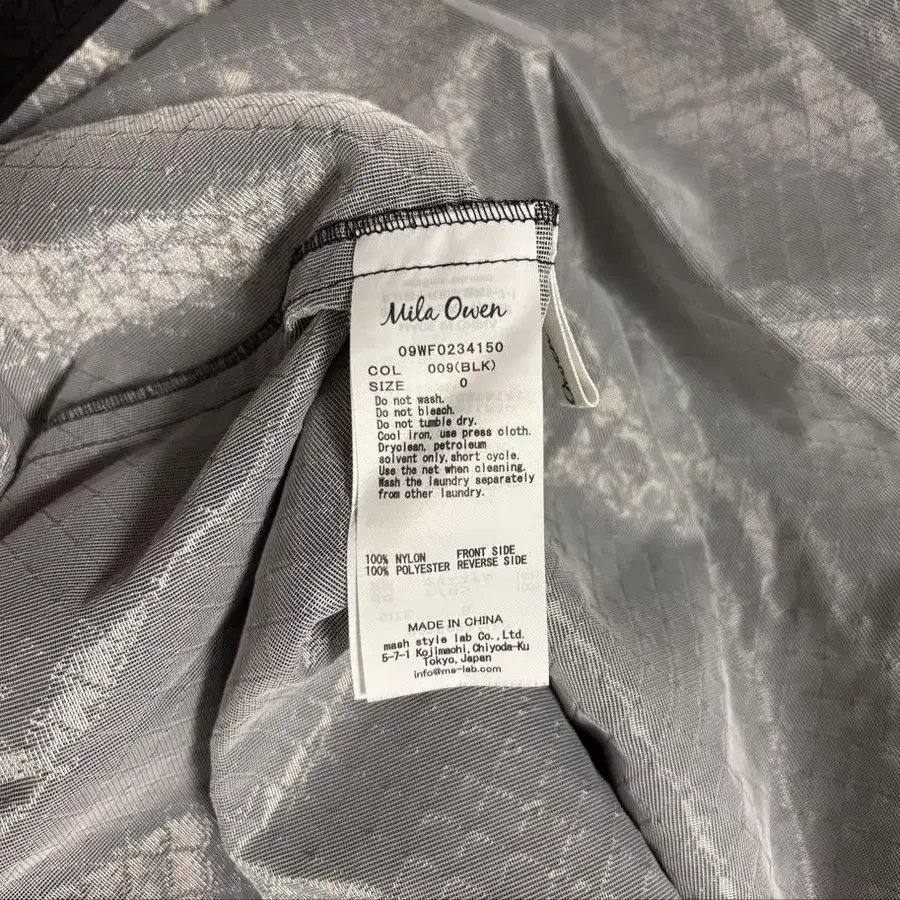 Mila Owen
09WF0234150
COL 009(BLK)
SIZE 0
Do not wash.
Do not bleach.
Do not tumble dry.
Cool iron, use press cloth.
Dryclean, petroleum
solvent only, short cycle.
Use the net when cleaning.
Wash the laundry separately
from other laundry.
100% NYLON FRONT SIDE
100% POLYESTER REVERSE SIDE
MADE IN CHINA
mash style lab Co., Ltd.
5-7-1 Kojimachi, Chiyoda-Ku
Tokyo, Japan
info@ms-lab.com